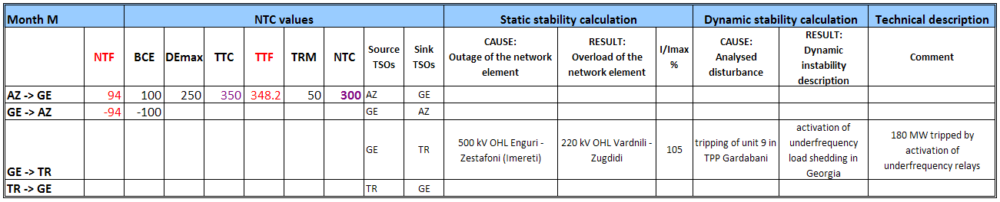 Month M NTC values Static stability calculation Dynamic stability calculation Technical description
NTF BCE DEmax TTC TTF TRM NTC Source TSOs Sink TSOs CAUSE: Outage of the network element RESULT: Overload of the network element I/Imax % CAUSE: Analysed disturbance RESULT: Dynamic instability description Comment
AZ -> GE 94 100 250 350 348.2 50 300 AZ GE
GE -> AZ -94 -100 GE AZ
GE -> TR GE TR 500 kV OHL Enguri - Zestafoni (Imereti) 220 kV OHL Vardnili - Zugdidi 105 tripping of unit 9 in TPP Gardabani activation of underfrequency load shedding in Georgia 180 MW tripped by activation of underfrequency relays
TR -> GE TR GE